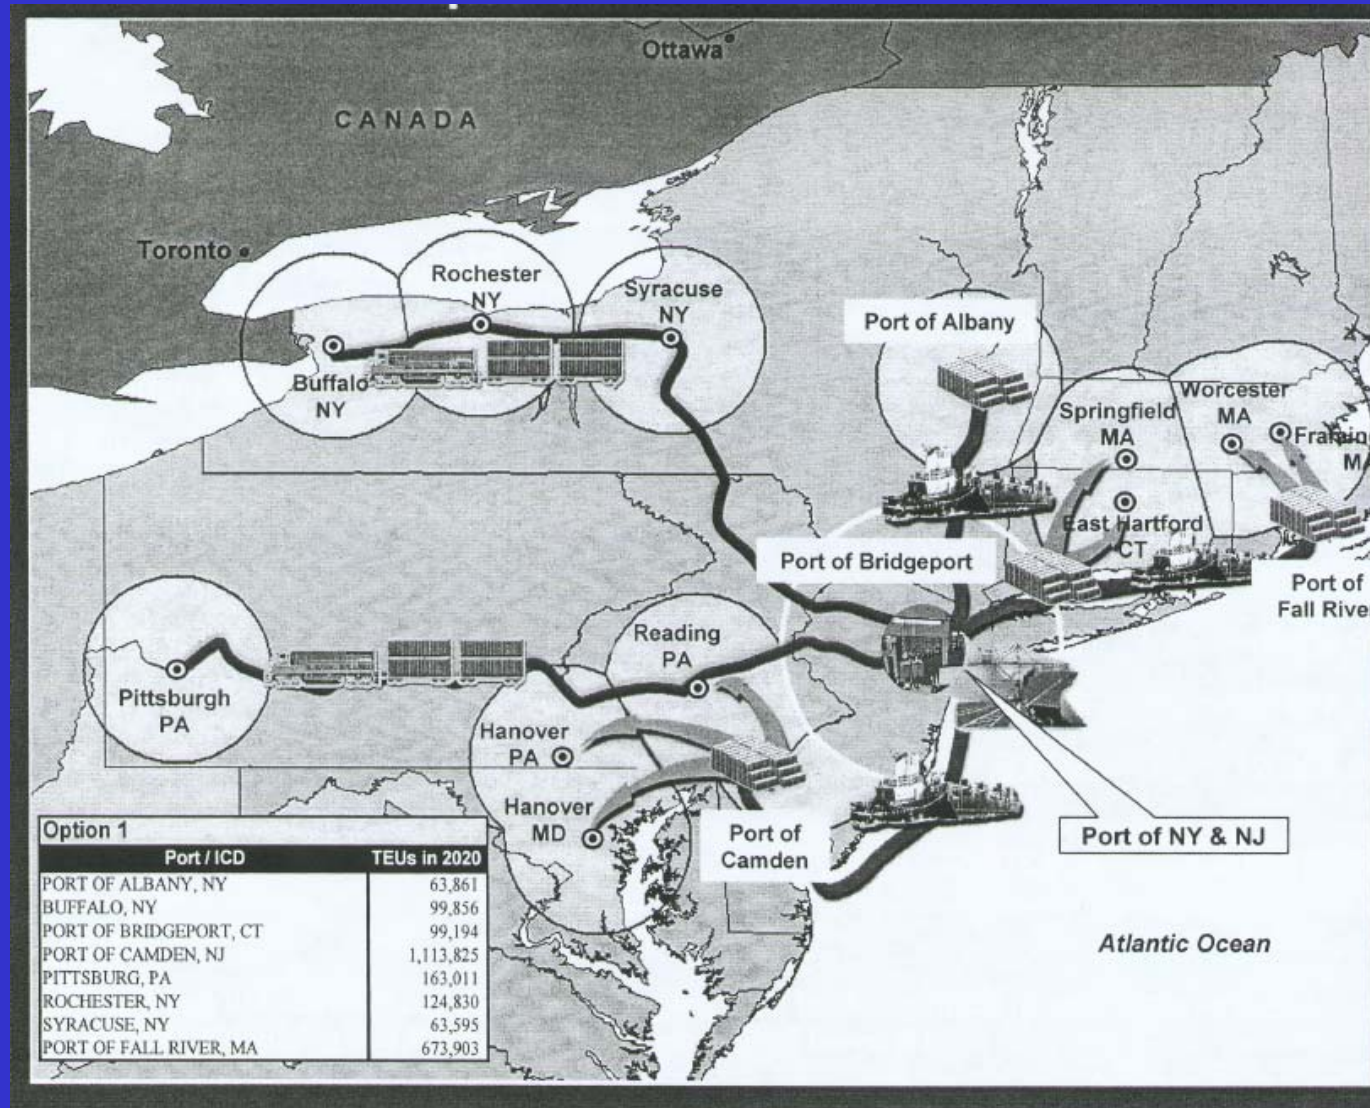 Ottawa
CANADA
Toronto
Rochester
NY
Syracuse
NY
Buffalo
NY
Port of Albany
Springfield
MA
Worcester
MA
MA
East Hartford
CT
Port of Bridgeport
Port of
Fall River
Pittsburgh
PA
Reading
PA
Hanover
PA
Hanover
MD
Port of
Camden
Port of NY & NJ
Atlantic Ocean
Option 1
Port / ICD TEUs in 2020
PORT OF ALBANY, NY 63,861
BUFFALO, NY 99,856
PORT OF BRIDGEPORT, CT 99,194
PORT OF CAMDEN, NJ 1,113,825
PITTSBURG, PA 163,011
ROCHESTER, NY 124,830
SYRACUSE, NY 63,595
PORT OF FALL RIVER, MA 673,903